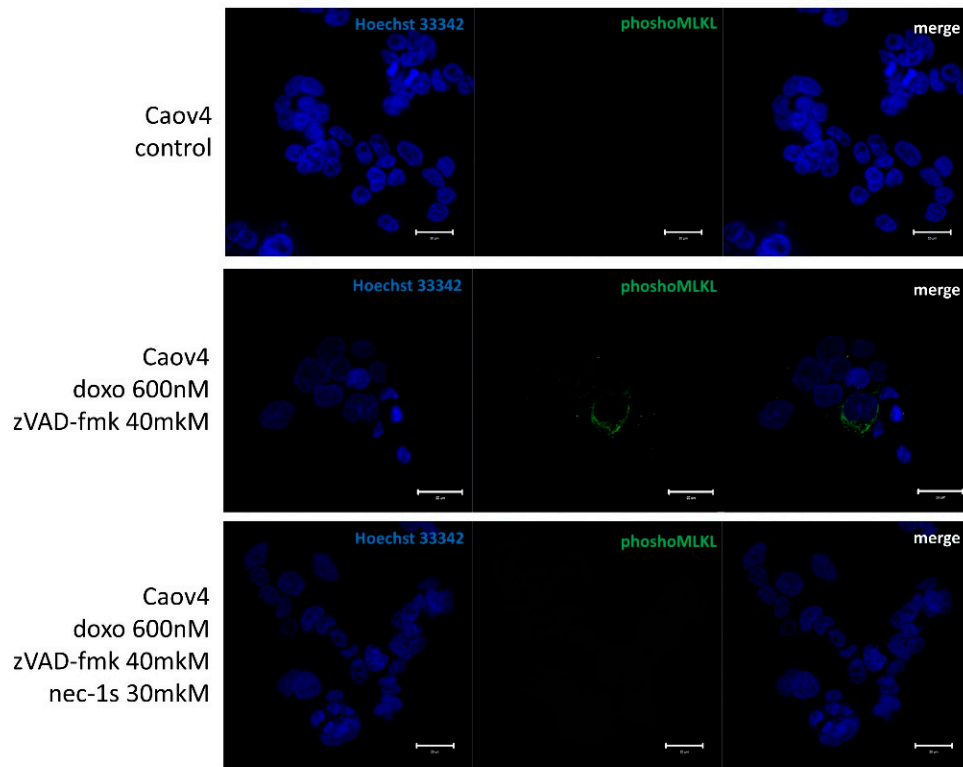 Hoechst 33342 phoshoMLKL merge
Caov4
control
Hoechst 33342 phoshoMLKL merge
Caov4
doxo 600nM
zVAD-fmk 40mkM
Hoechst 33342 phoshoMLKL merge
Caov4
doxo 600nM
zVAD-fmk 40mkM
nec-1s 30mkM